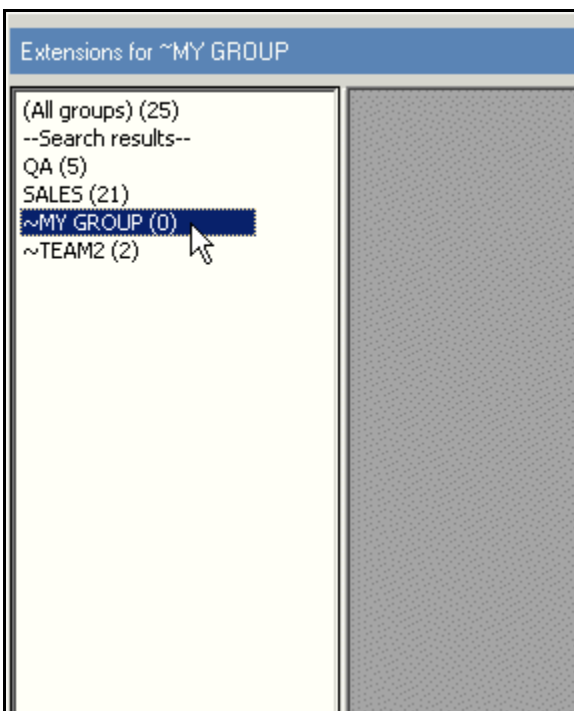 Extensions for ~MY GROUP
(All groups) (25)
--Search results--
QA (5)
SALES (21)
~MY GROUP (0)
~TEAM2 (2)